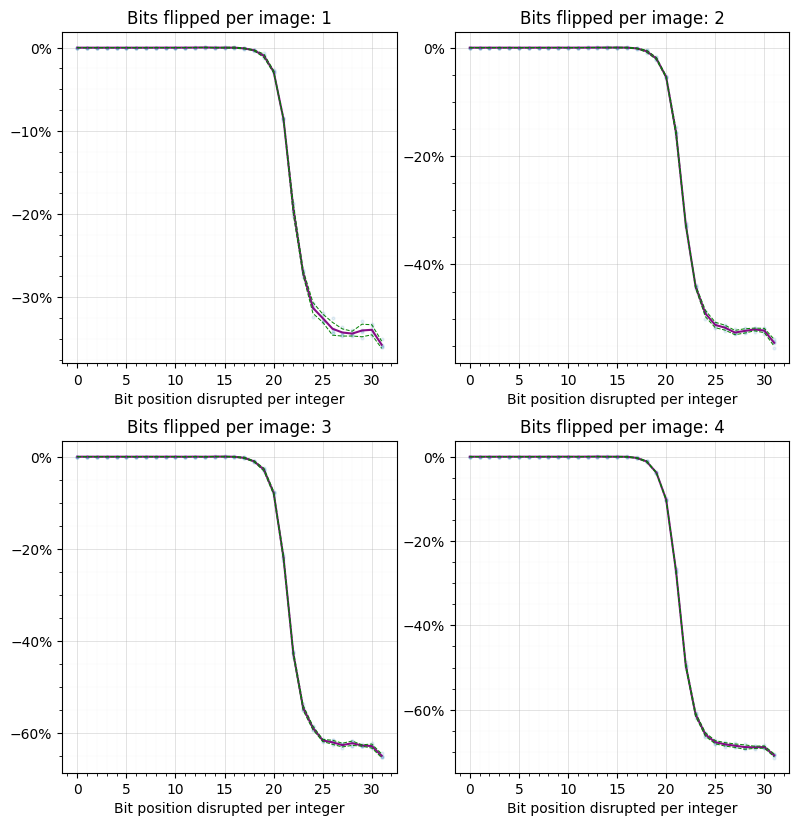 Bits flipped per image: 1
0%
−10%
−20%
−30%
0 5 10 15 20 25 30
Bit position disrupted per integer
Bits flipped per image: 2
0%
−20%
−40%
0 5 10 15 20 25 30
Bit position disrupted per integer
Bits flipped per image: 3
0%
−20%
−40%
−60%
0 5 10 15 20 25 30
Bit position disrupted per integer
Bits flipped per image: 4
0%
−20%
−40%
−60%
0 5 10 15 20 25 30
Bit position disrupted per integer